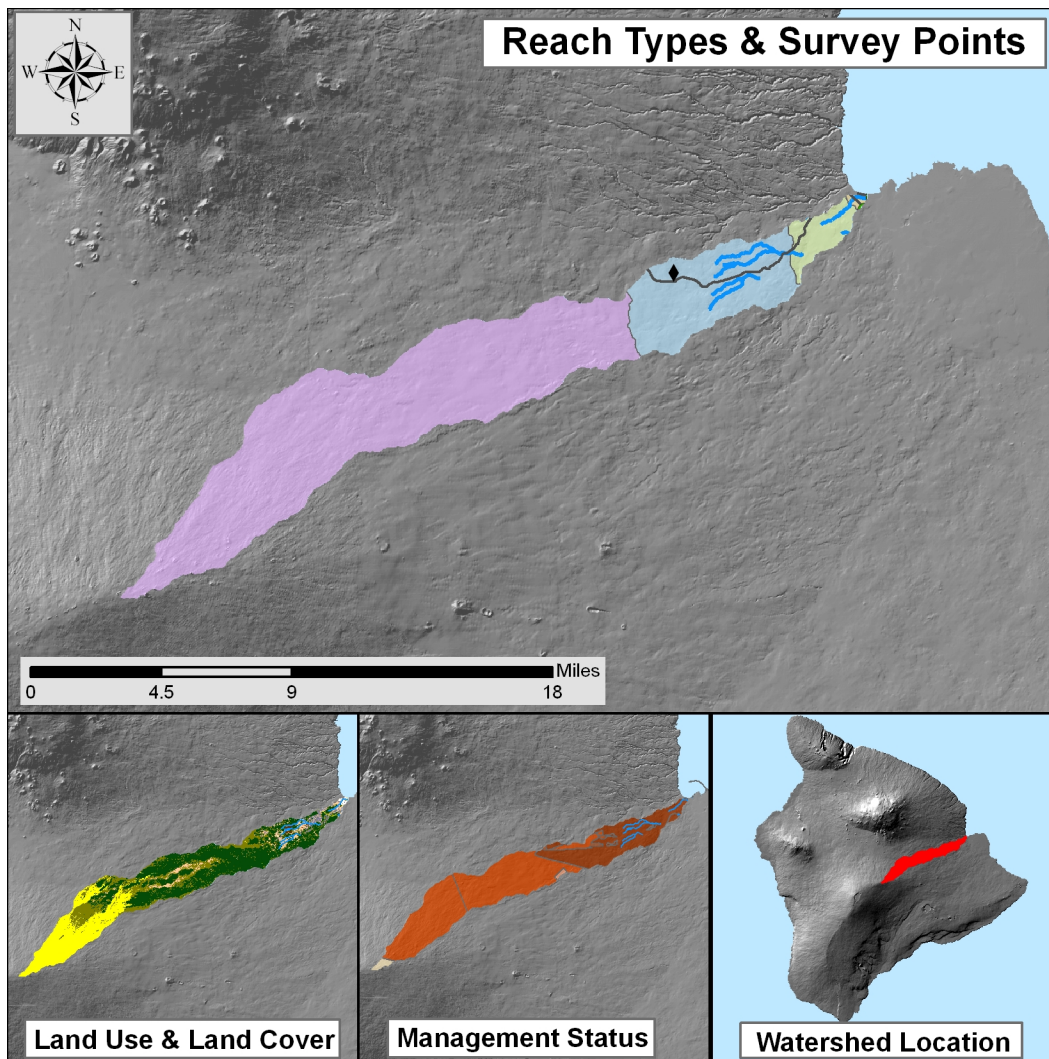 N
W E
S
Reach Types & Survey Points
Miles
0 4.5 9 18
Land Use & Land Cover
Management Status
Watershed Location